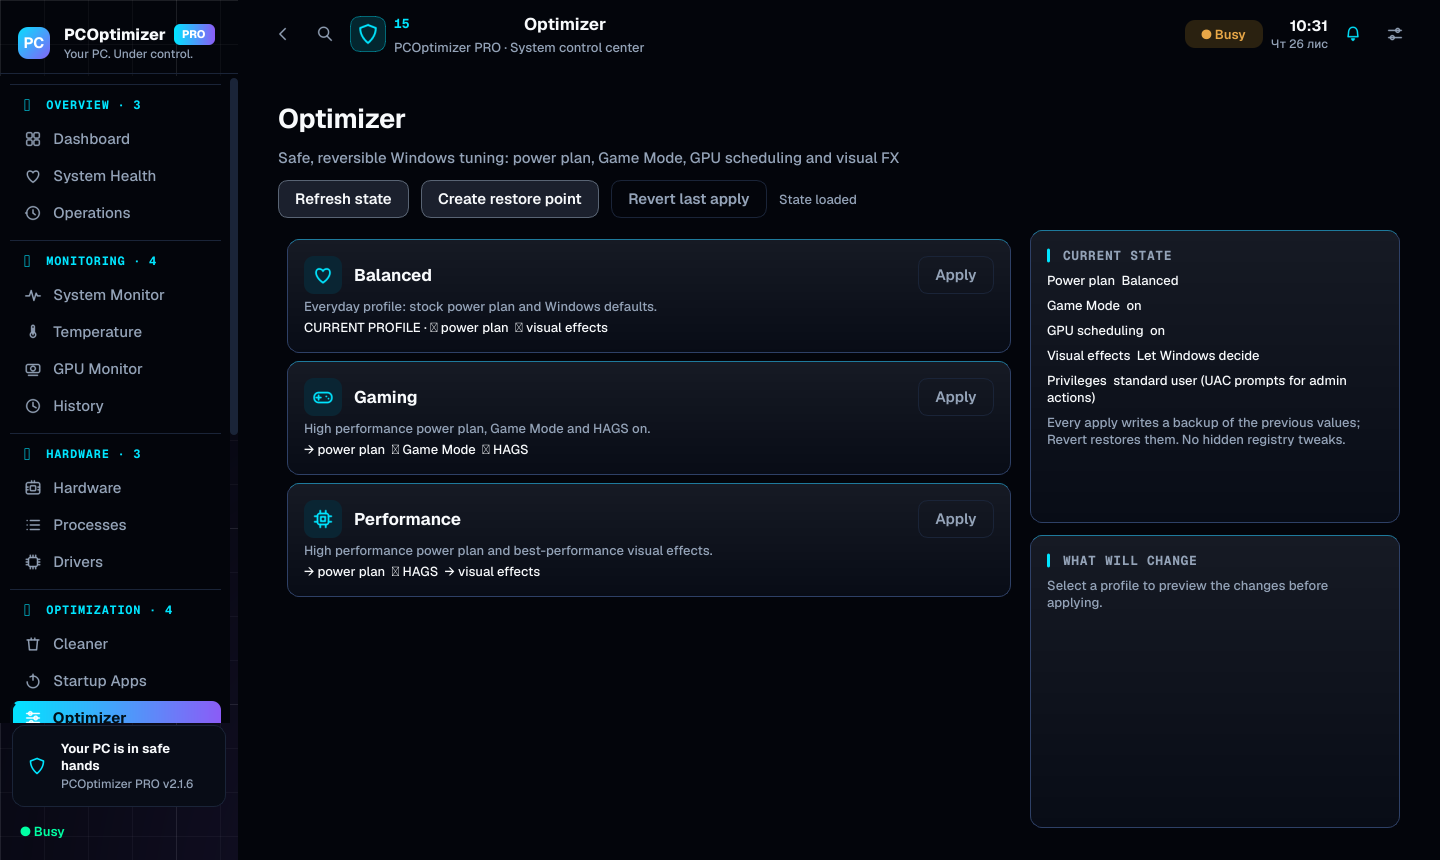 PC
PCOptimizer PRO
Your PC. Under control.
OVERVIEW · 3
Dashboard
System Health
Operations
MONITORING · 4
System Monitor
Temperature
GPU Monitor
History
HARDWARE · 3
Hardware
Processes
Drivers
OPTIMIZATION · 4
Cleaner
Startup Apps
Optimizer
Your PC is in safe
hands
PCOptimizer PRO v2.1.6
Busy
15
Optimizer
PCOptimizer PRO · System control center
Busy
10:31
Чт 26 лис
Optimizer
Safe, reversible Windows tuning: power plan, Game Mode, GPU scheduling and visual FX
Refresh state
Create restore point
Revert last apply
State loaded
Balanced
Apply
Everyday profile: stock power plan and Windows defaults.
CURRENT PROFILE · power plan visual effects
Gaming
Apply
High performance power plan, Game Mode and HAGS on.
→ power plan Game Mode HAGS
Performance
Apply
High performance power plan and best-performance visual effects.
→ power plan HAGS → visual effects
CURRENT STATE
Power plan Balanced
Game Mode on
GPU scheduling on
Visual effects Let Windows decide
Privileges standard user (UAC prompts for admin
actions)
Every apply writes a backup of the previous values;
Revert restores them. No hidden registry tweaks.
WHAT WILL CHANGE
Select a profile to preview the changes before
applying.